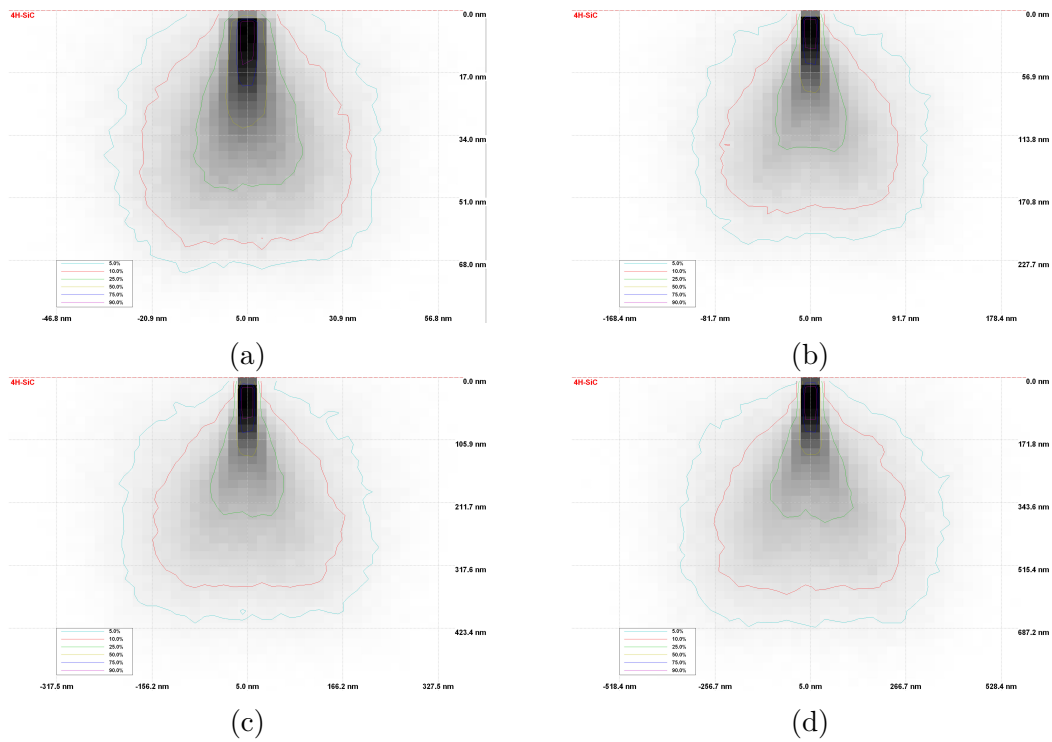 4H-SiC
0.0 nm
17.0 nm
34.0 nm
51.0 nm
68.0 nm
5.0%
10.0%
25.0%
50.0%
75.0%
90.0%
-46.8 nm -20.9 nm 5.0 nm 30.9 nm 56.8 nm
(a)
4H-SiC
0.0 nm
56.9 nm
113.8 nm
170.8 nm
227.7 nm
5.0%
10.0%
25.0%
50.0%
75.0%
90.0%
-168.4 nm -81.7 nm 5.0 nm 91.7 nm 178.4 nm
(b)
4H-SiC
0.0 nm
105.9 nm
211.7 nm
317.6 nm
423.4 nm
5.0%
10.0%
25.0%
50.0%
75.0%
90.0%
-317.5 nm -156.2 nm 5.0 nm 166.2 nm 327.5 nm
(c)
4H-SiC
0.0 nm
171.8 nm
343.6 nm
515.4 nm
687.2 nm
5.0%
10.0%
25.0%
50.0%
75.0%
90.0%
-518.4 nm -256.7 nm 5.0 nm 266.7 nm 528.4 nm
(d)